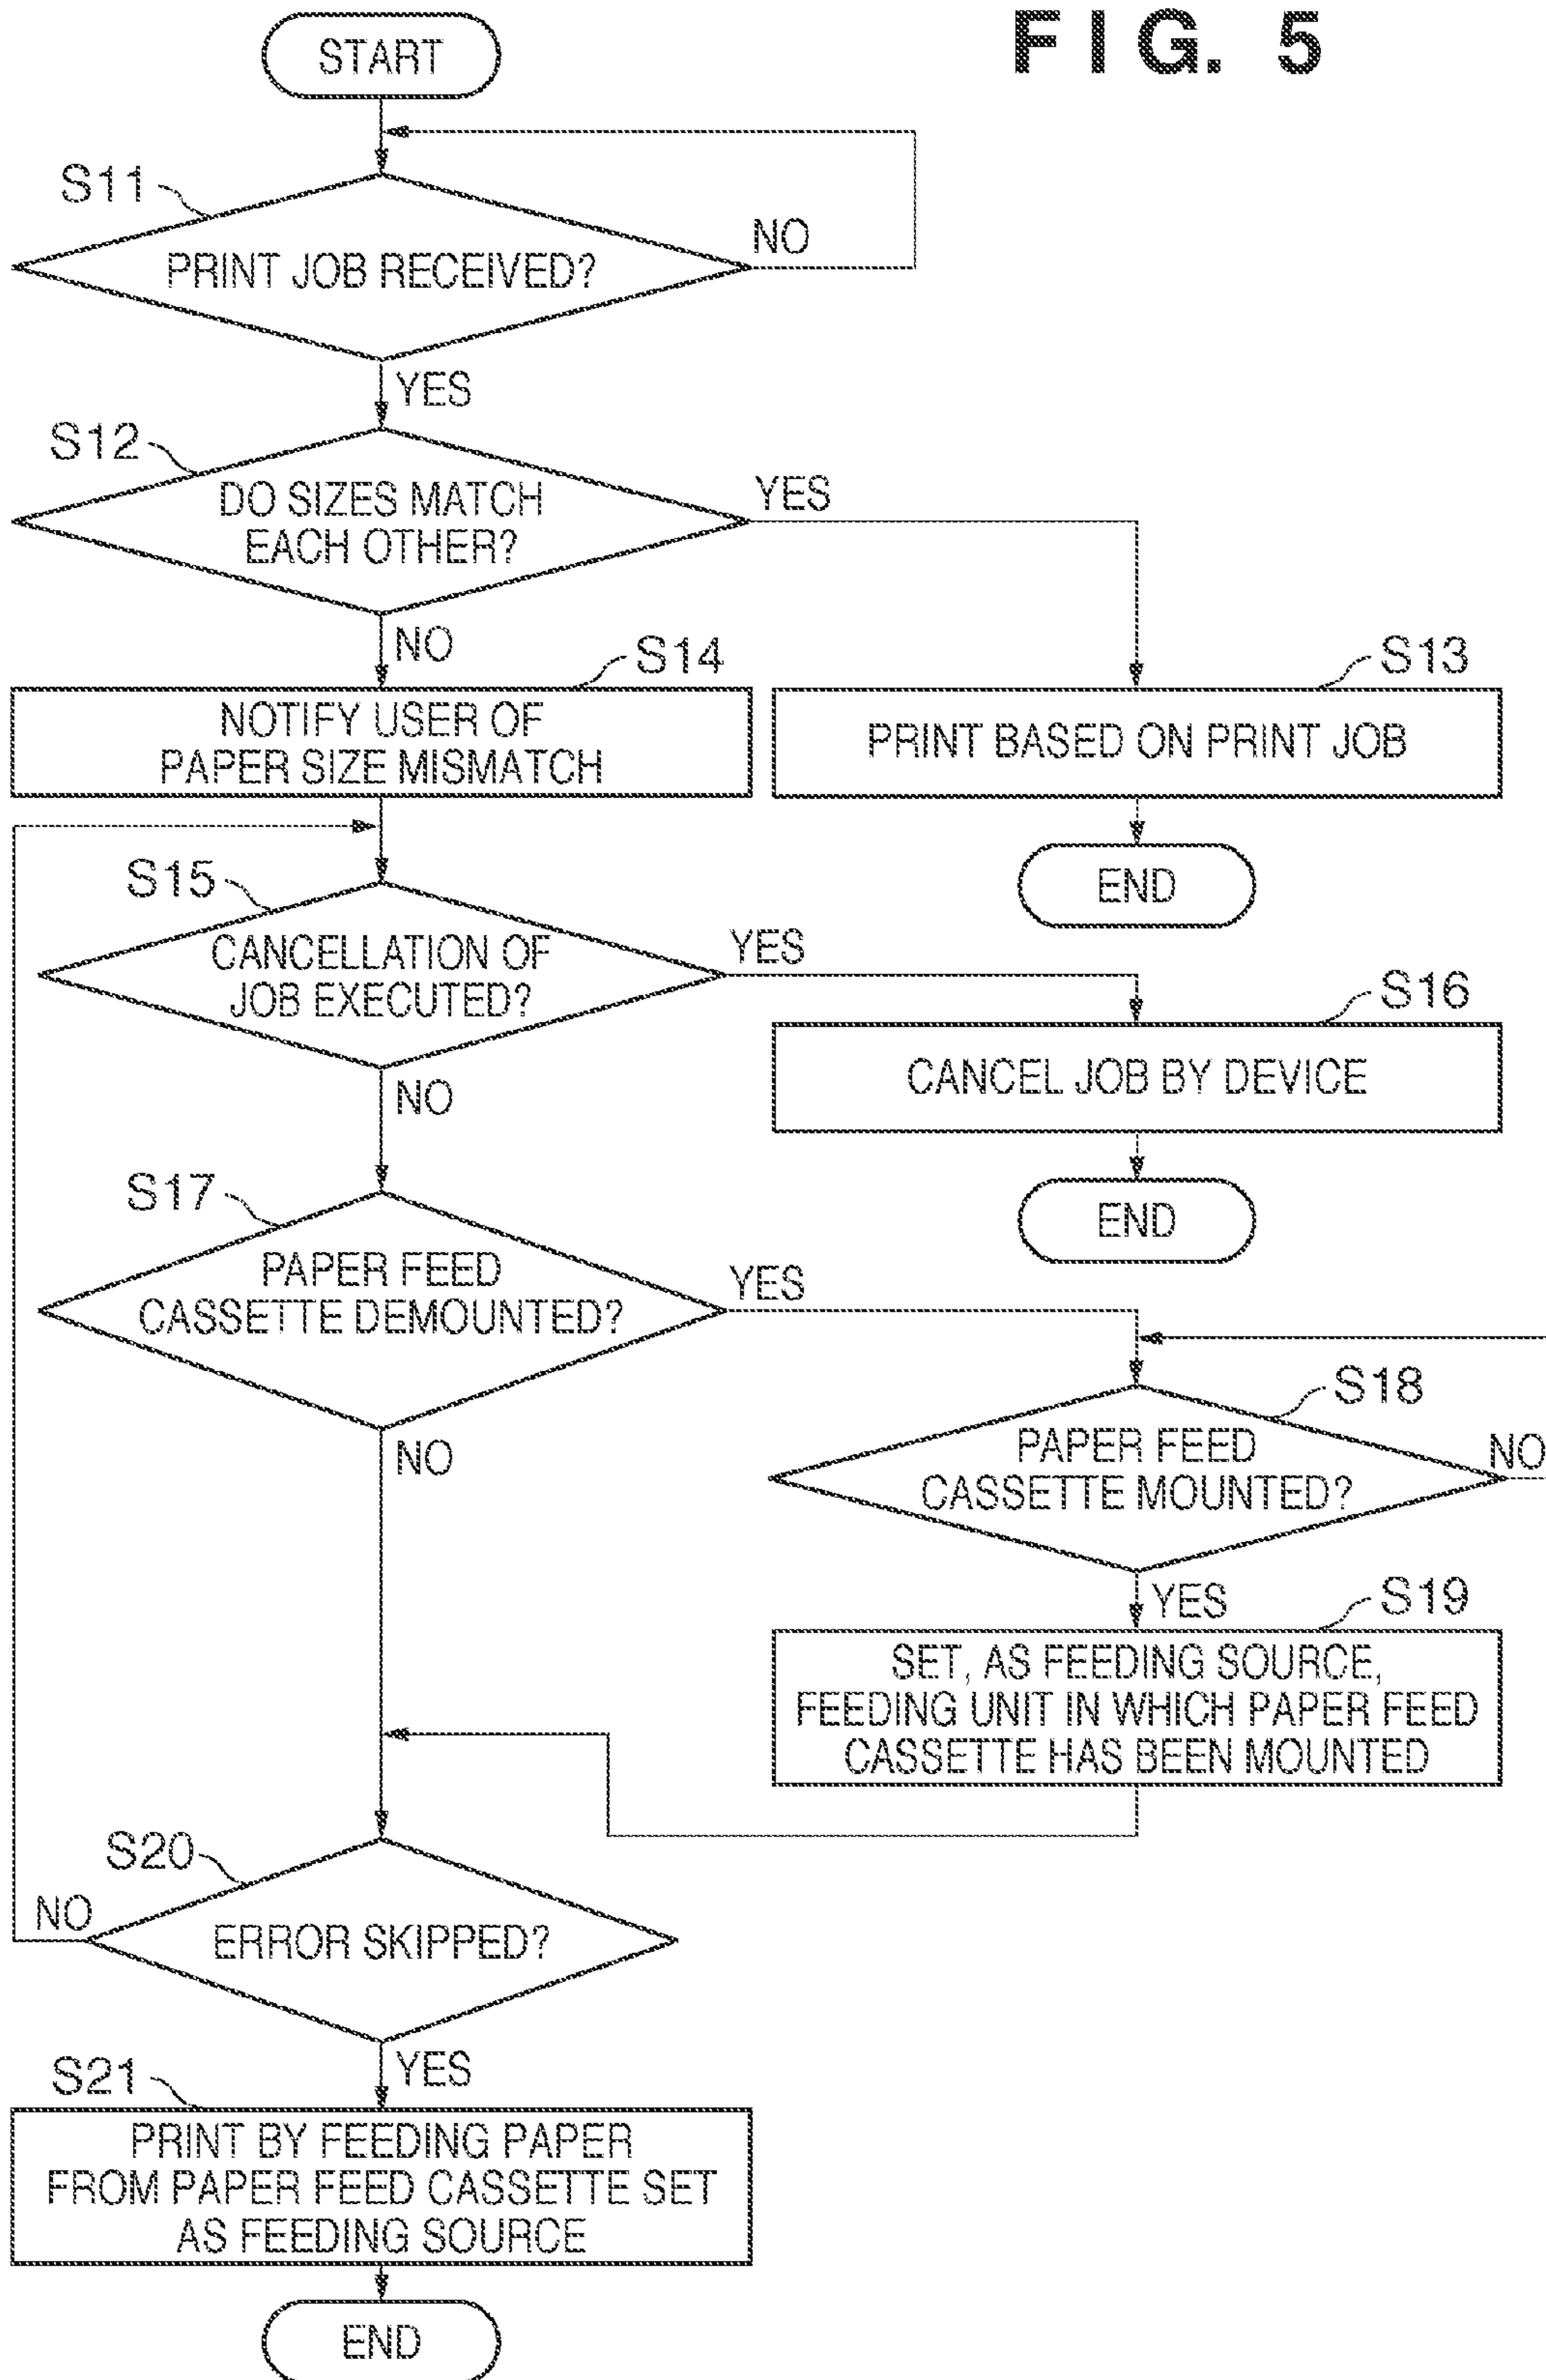 FIG. 5
START
S11
PRINT JOB RECEIVED?
NO
YES
S12
DO SIZES MATCH
EACH OTHER?
YES
NO
S14
NOTIFY USER OF
PAPER SIZE MISMATCH
S13
PRINT BASED ON PRINT JOB
END
S15
CANCELLATION OF
JOB EXECUTED?
YES
NO
S16
CANCEL JOB BY DEVICE
END
S17
PAPER FEED
CASSETTE DEMOUNTED?
YES
NO
S18
PAPER FEED
CASSETTE MOUNTED?
NO
YES
S19
SET, AS FEEDING SOURCE,
FEEDING UNIT IN WHICH PAPER FEED
CASSETTE HAS BEEN MOUNTED
S20
NO
ERROR SKIPPED?
YES
S21
PRINT BY FEEDING PAPER
FROM PAPER FEED CASSETTE SET
AS FEEDING SOURCE
END